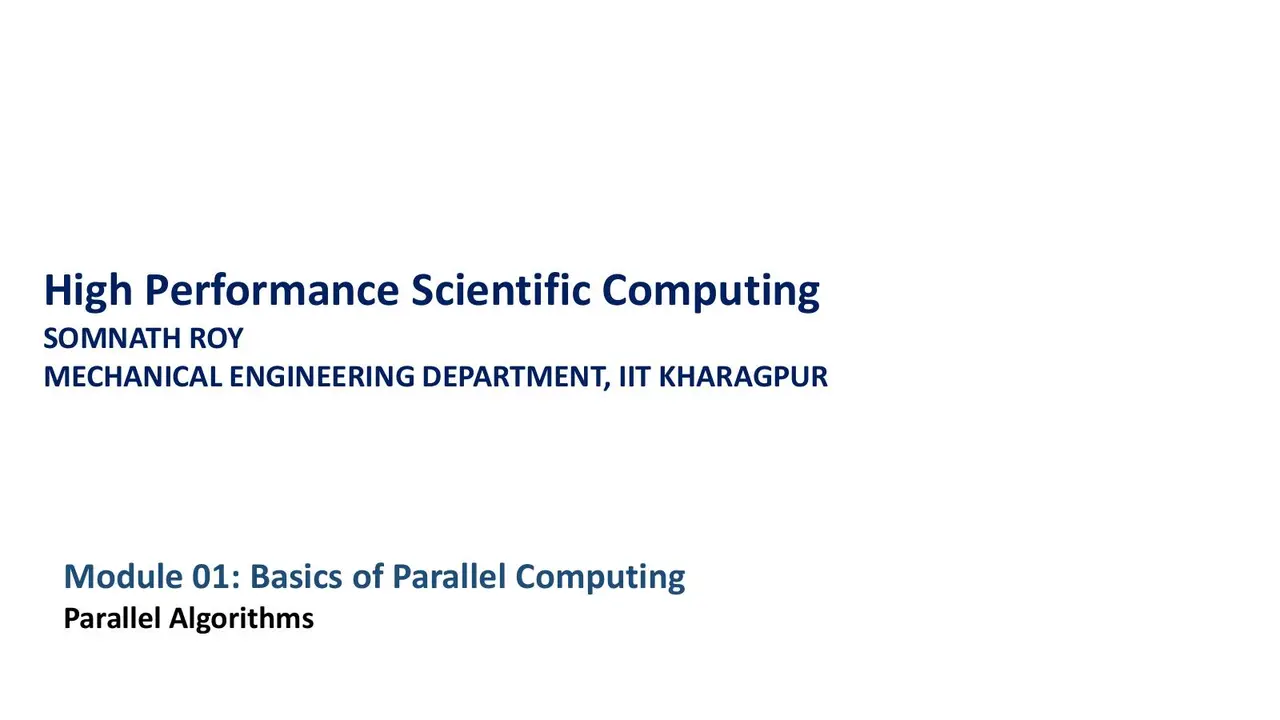 High Performance Scientific Computing
SOMNATH ROY
MECHANICAL ENGINEERING DEPARTMENT, IIT KHARAGPUR
Module 01: Basics of Parallel Computing
Parallel Algorithms